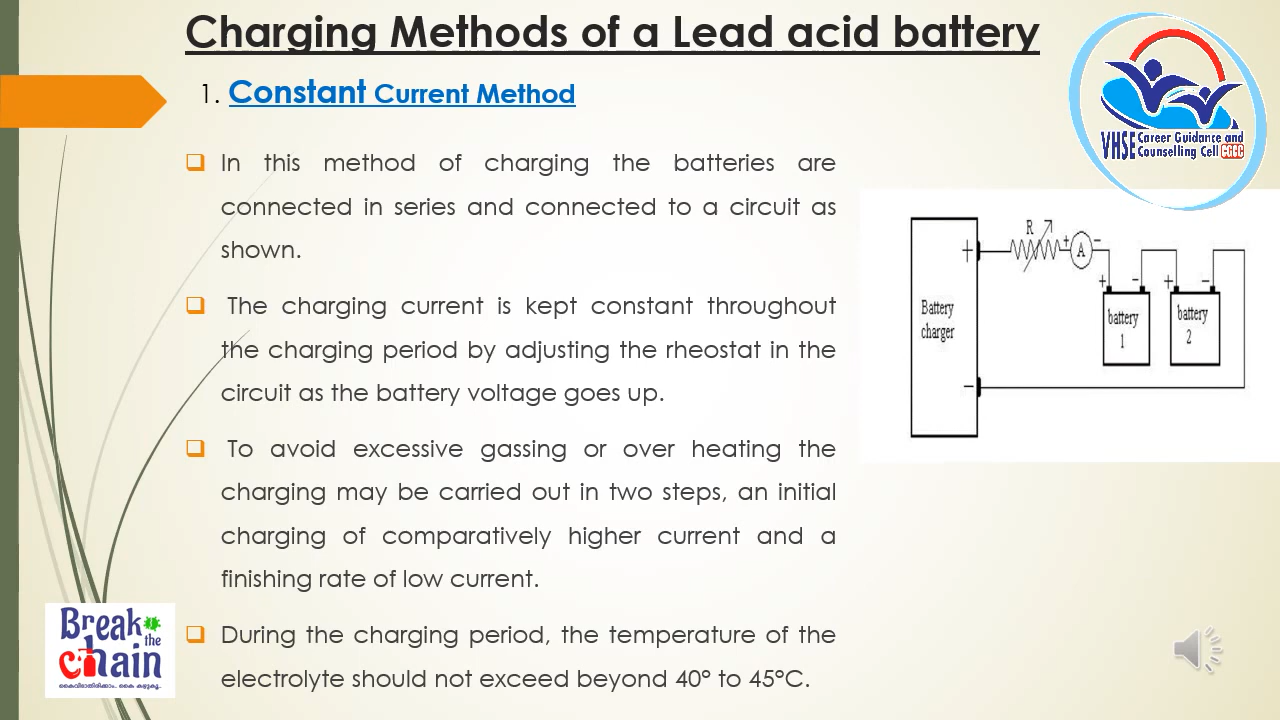 Charging Methods of a Lead acid battery
1. Constant Current Method
❑ In this method of charging the batteries are
connected in series and connected to a circuit as
shown.
❑ The charging current is kept constant throughout
the charging period by adjusting the rheostat in the
circuit as the battery voltage goes up.
❑ To avoid excessive gassing or over heating the
charging may be carried out in two steps, an initial
charging of comparatively higher current and a
finishing rate of low current.
❑ During the charging period, the temperature of the
electrolyte should not exceed beyond 40° to 45°C.
VHSE Career Guidance and
Counselling Cell CGCC
R
+ A -
+
+ - + -
Battery
charger
battery
1
battery
2
-
Break
the
chain
കൈവിടാതിരിക്കാം.. കൈ കഴുകൂ..